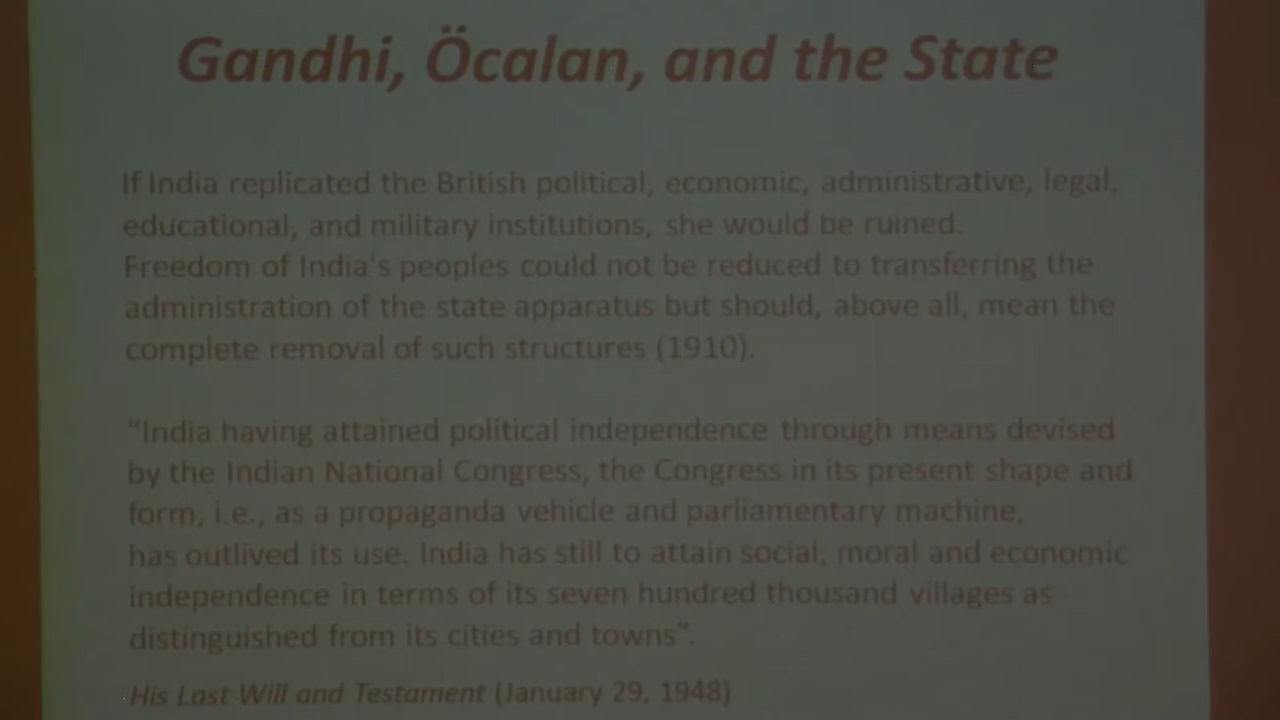 Gandhi, Öcalan, and the State
If India replicated the British political, economic, administrative, legal,
educational, and military institutions, she would be ruined.
Freedom of India's peoples could not be reduced to transferring the
administration of the state apparatus but should, above all, mean the
complete removal of such structures (1910).
“India having attained political independence through means devised
by the Indian National Congress, the Congress in its present shape and
form, i.e., as a propaganda vehicle and parliamentary machine,
has outlived its use. India has still to attain social, moral and economic
independence in terms of its seven hundred thousand villages as
distinguished from its cities and towns”.
His Last Will and Testament (January 29, 1948)